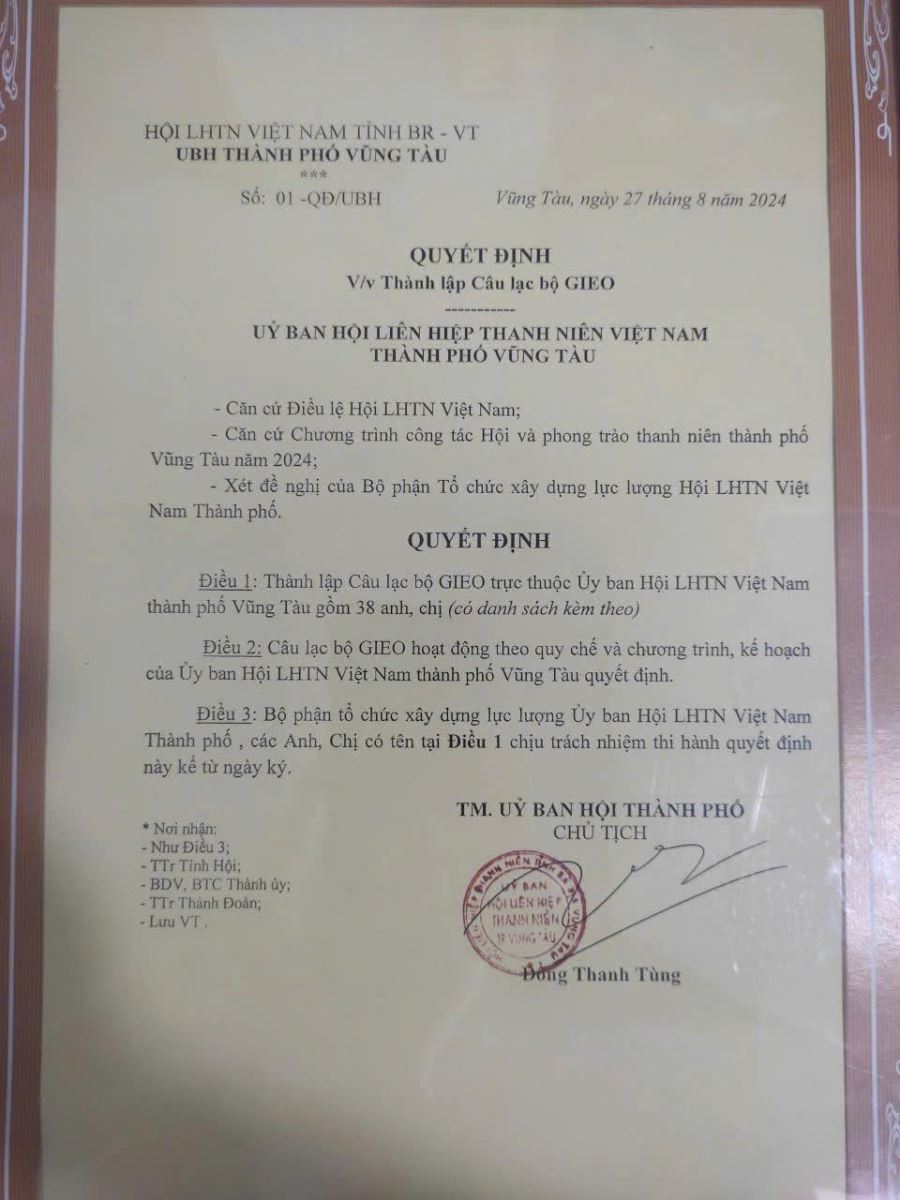 HỘI LHTN VIỆT NAM TỈNH BR - VT
UBH THÀNH PHỐ VŨNG TÀU
***
Số: 01 -QĐ/UBH
Vũng Tàu, ngày 27 tháng 8 năm 2024
QUYẾT ĐỊNH
V/v Thành lập Câu lạc bộ GIEO
-----------
UỶ BAN HỘI LIÊN HIỆP THANH NIÊN VIỆT NAM
THÀNH PHỐ VŨNG TÀU
- Căn cứ Điều lệ Hội LHTN Việt Nam;
- Căn cứ Chương trình công tác Hội và phong trào thanh niên thành phố
Vũng Tàu năm 2024;
- Xét đề nghị của Bộ phận Tổ chức xây dựng lực lượng Hội LHTN Việt
Nam Thành phố.
QUYẾT ĐỊNH
Điều 1: Thành lập Câu lạc bộ GIEO trực thuộc Ủy ban Hội LHTN Việt Nam
thành phố Vũng Tàu gồm 38 anh, chị (có danh sách kèm theo)
Điều 2: Câu lạc bộ GIEO hoạt động theo quy chế và chương trình, kế hoạch
của Ủy ban Hội LHTN Việt Nam thành phố Vũng Tàu quyết định.
Điều 3: Bộ phận tổ chức xây dựng lực lượng Ủy ban Hội LHTN Việt Nam
Thành phố , các Anh, Chị có tên tại Điều 1 chịu trách nhiệm thi hành quyết định
này kể từ ngày ký.
TM. UỶ BAN HỘI THÀNH PHỐ
CHỦ TỊCH
* Nơi nhận:
- Như Điều 3;
- TTr Tỉnh Hội;
- BDV, BTC Thành ủy;
- TTr Thành Đoàn;
- Lưu VT .
UỶ BAN
HỘI LIÊN HIỆP
THANH NIÊN
TP VŨNG TÀU
Đồng Thanh Tùng